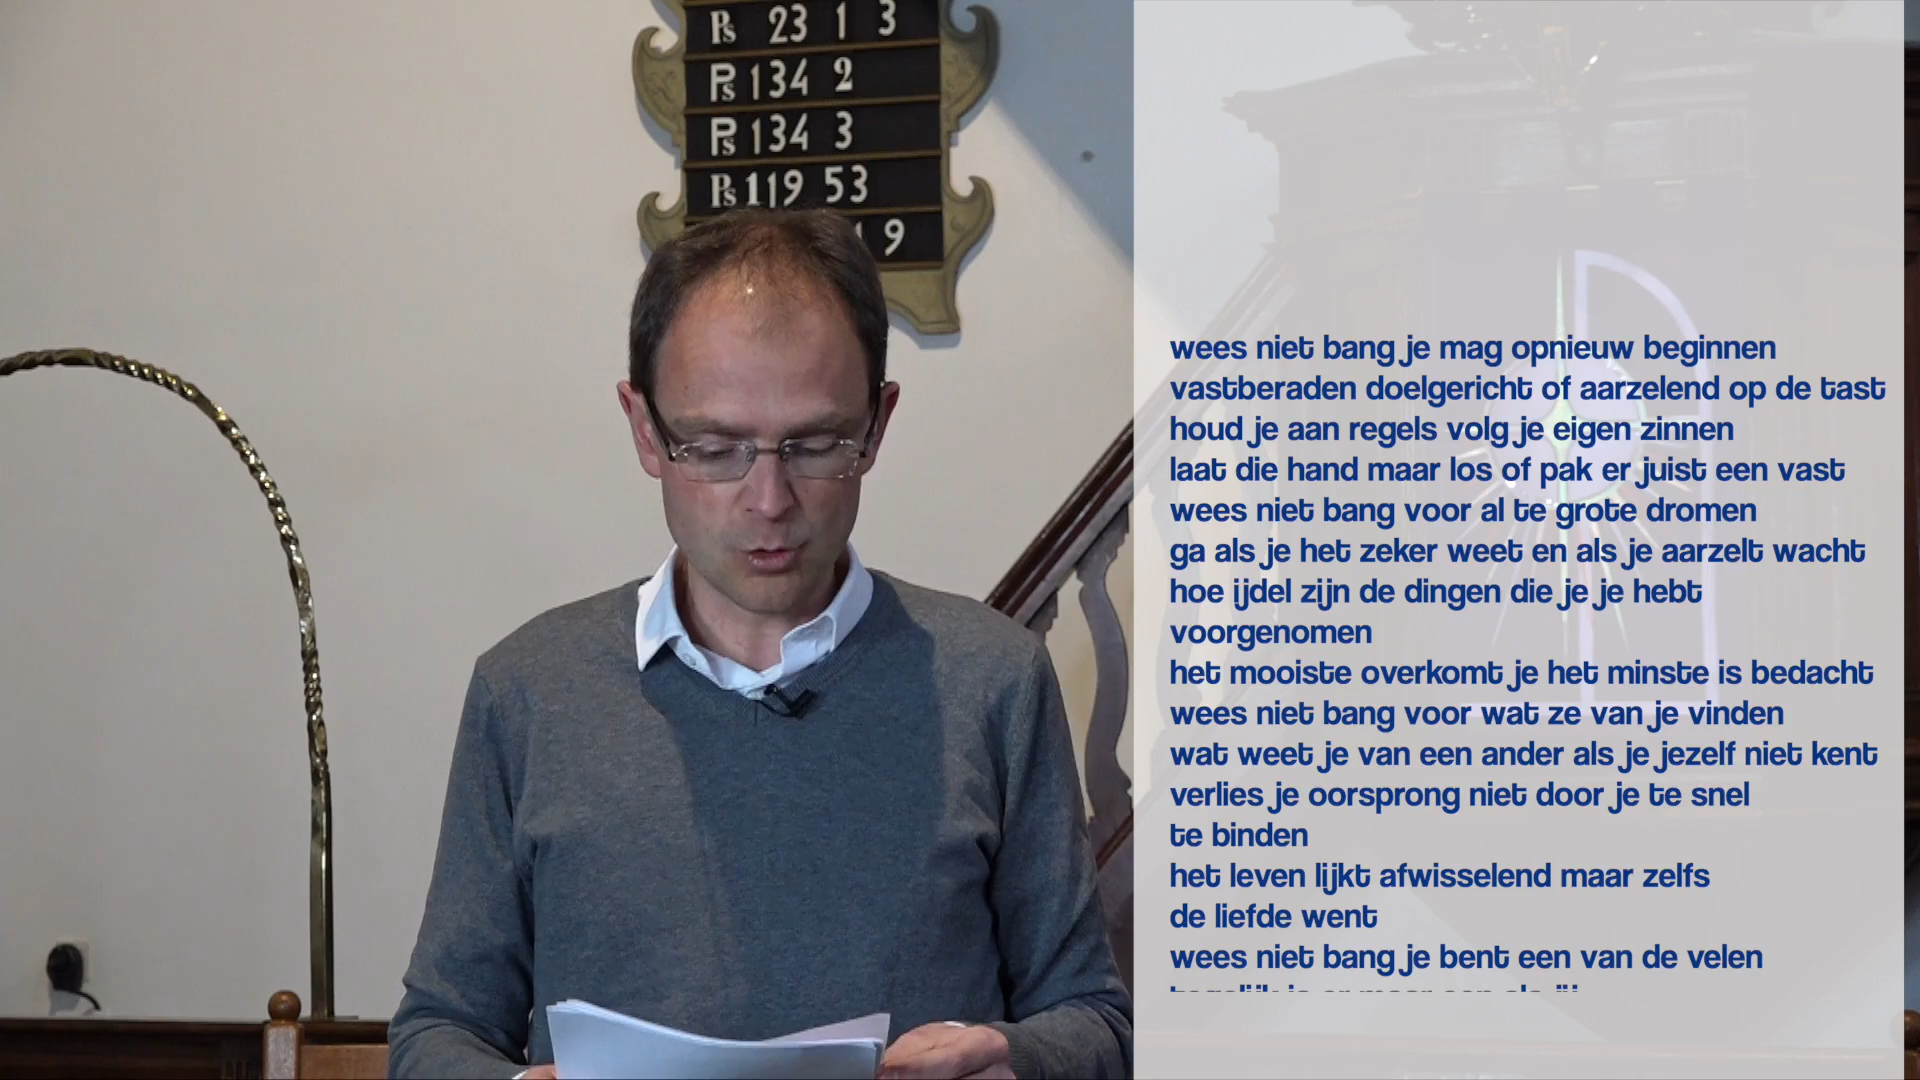 Ps 23 1 3
Ps 134 2
Ps 134 3
Ps 119 53
19
wees niet bang je mag opnieuw beginnen
vastberaden doelgericht of aarzelend op de tast
houd je aan regels volg je eigen zinnen
laat die hand maar los of pak er juist een vast
wees niet bang voor al te grote dromen
ga als je het zeker weet en als je aarzelt wacht
hoe ijdel zijn de dingen die je je hebt
voorgenomen
het mooiste overkomt je het minste is bedacht
wees niet bang voor wat ze van je vinden
wat weet je van een ander als je jezelf niet kent
verlies je oorsprong niet door je te snel
te binden
het leven lijkt afwisselend maar zelfs
de liefde went
wees niet bang je bent een van de velen